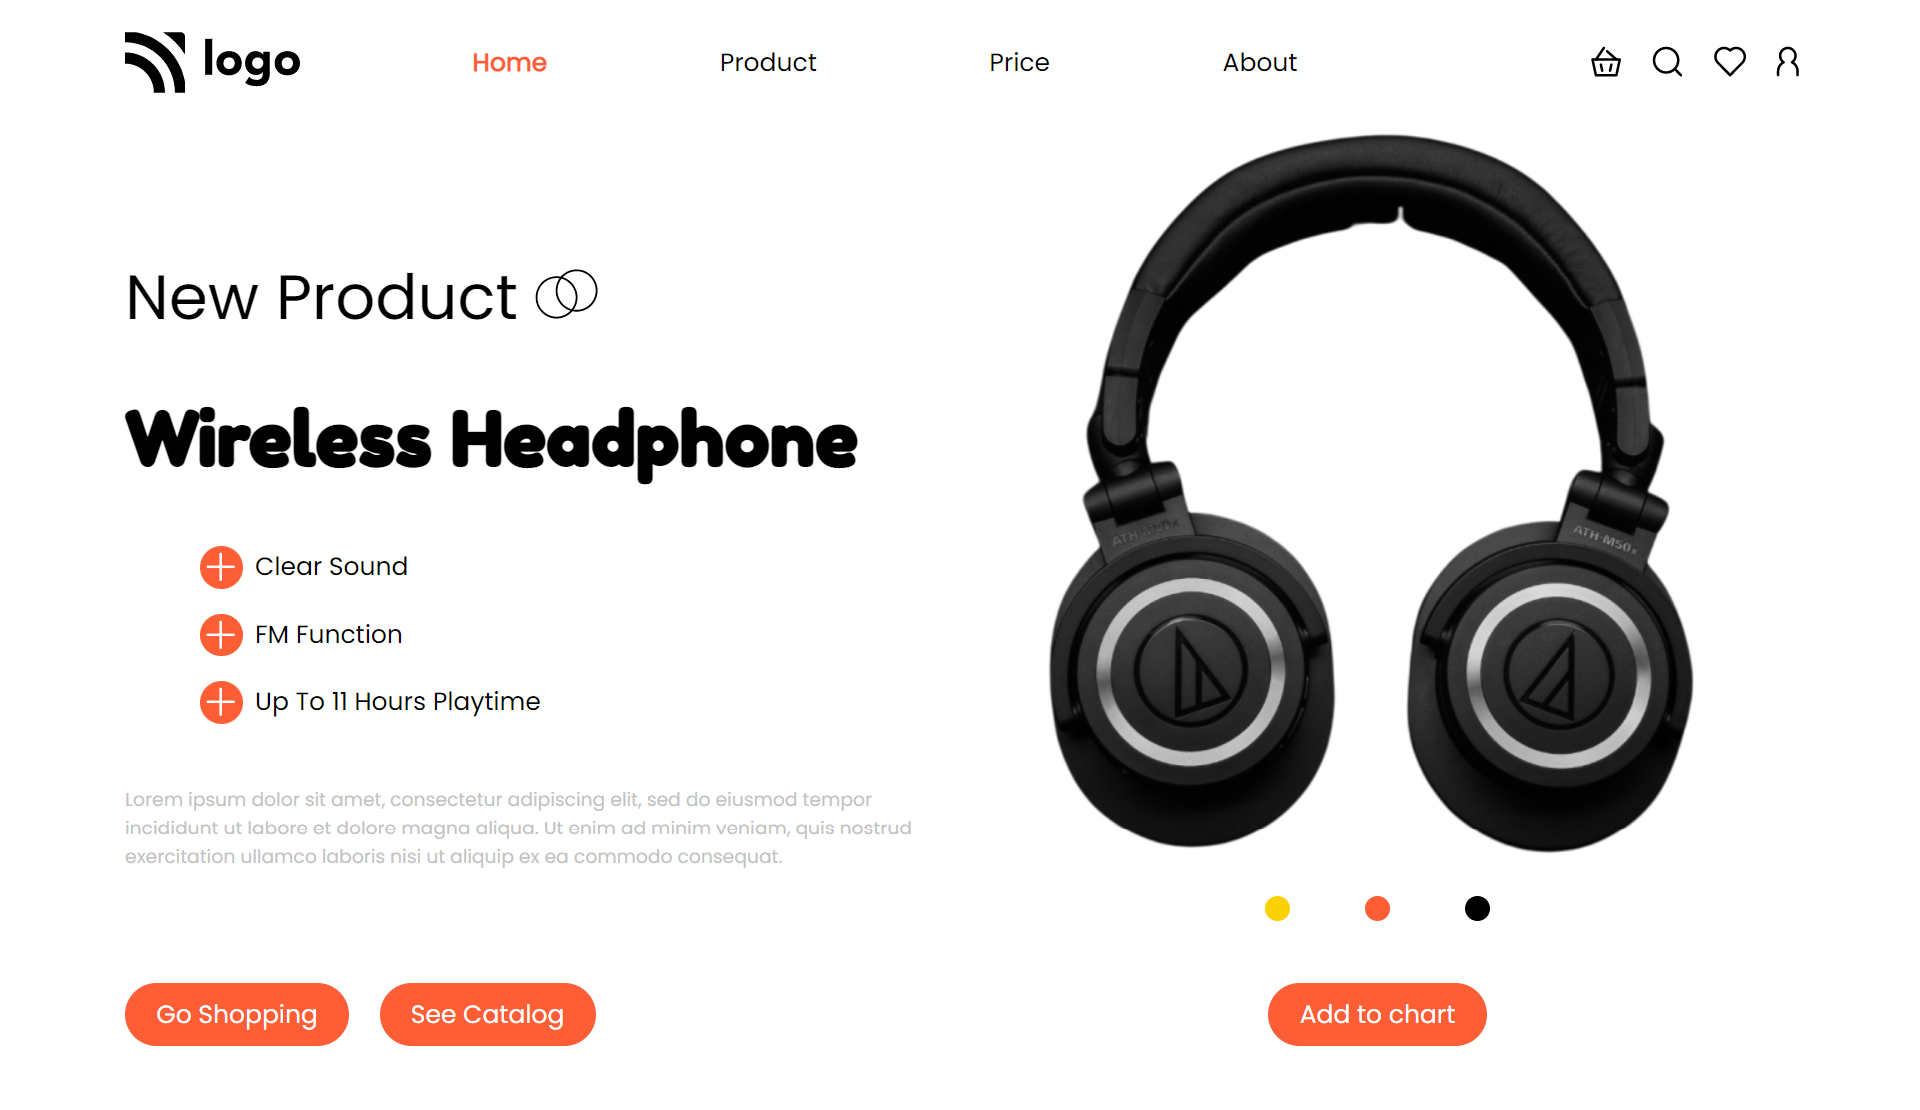 logo
Home
Product
Price
About
New Product
Wireless Headphone
Clear Sound
FM Function
Up To 11 Hours Playtime
Lorem ipsum dolor sit amet, consectetur adipiscing elit, sed do eiusmod tempor
incididunt ut labore et dolore magna aliqua. Ut enim ad minim veniam, quis nostrud
exercitation ullamco laboris nisi ut aliquip ex ea commodo consequat.
Go Shopping
See Catalog
ATH-M50x
ATH-M50x
Add to chart